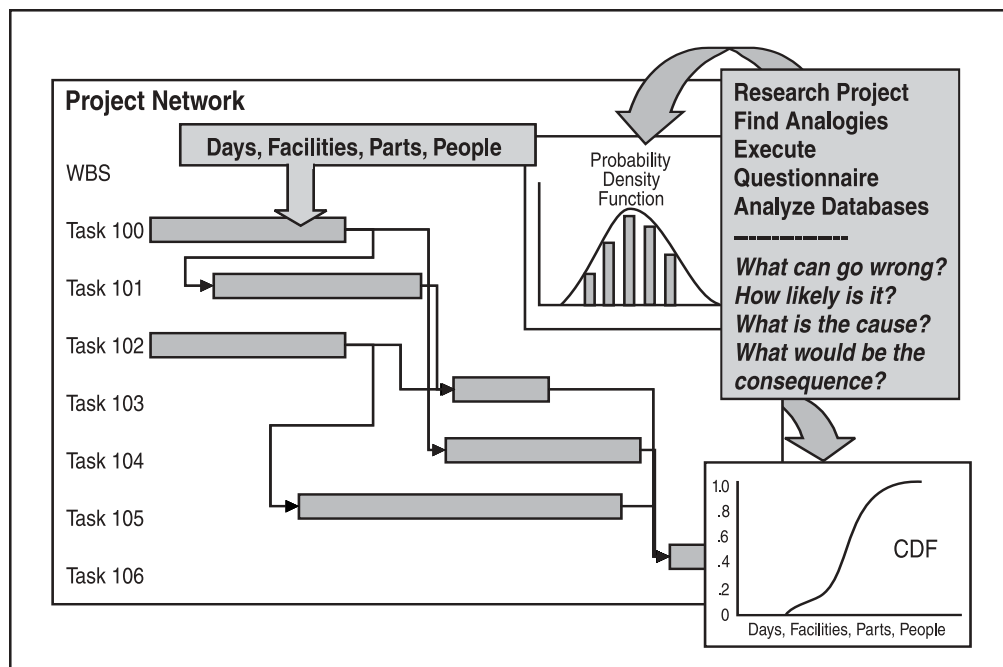 Project Network
Days, Facilities, Parts, People
WBS
Task 100
Task 101
Task 102
Task 103
Task 104
Task 105
Task 106
Probability
Density
Function
Research Project
Find Analogies
Execute
Questionnaire
Analyze Databases
----------------
What can go wrong?
How likely is it?
What is the cause?
What would be the
consequence?
1.0
.8
.6
.4
.2
0
CDF
Days, Facilities, Parts, People